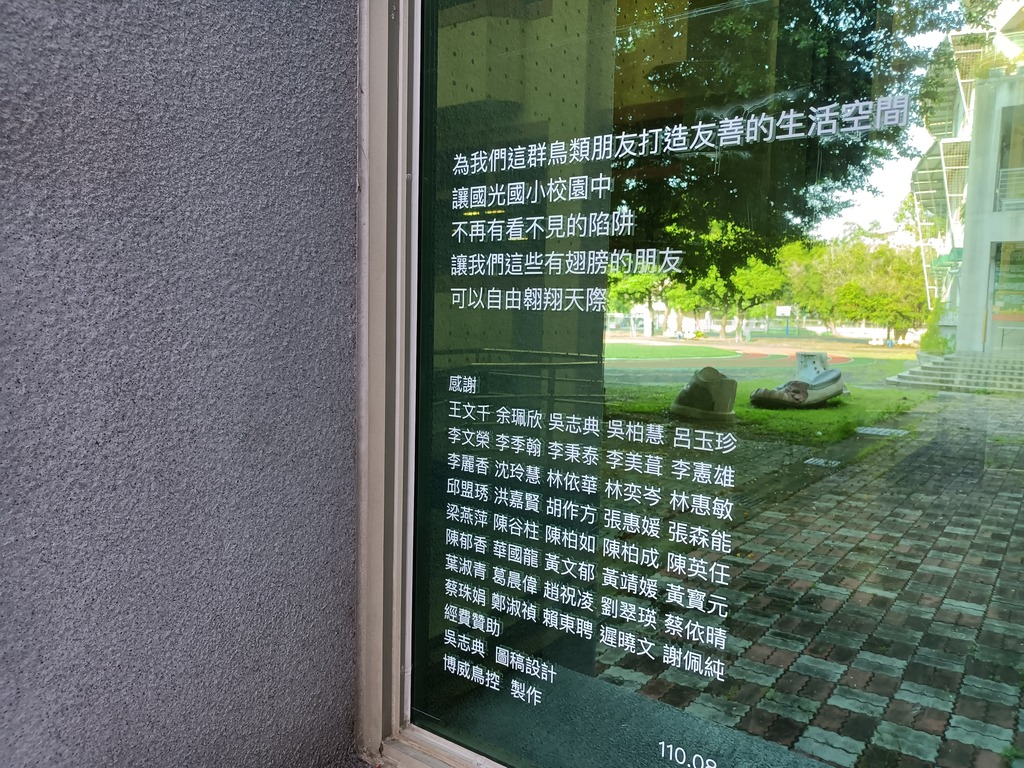 為我們這群鳥類朋友打造友善的生活空間
讓國光國小校園中
不再有看不見的陷阱
讓我們這些有翅膀的朋友
可以自由翱翔天際
感謝
王文千 余珮欣 吳志典 吳柏慧 呂玉珍
李文榮 李季翰 李秉泰 李美葺 李憲雄
李麗香 沈玲慧 林依華 林奕岑 林惠敏
邱盟琇 洪嘉賢 胡作方 張惠媛 張森能
梁燕萍 陳谷柱 陳柏如 陳柏成 陳英任
陳郁香 華國龍 黃文郁 黃靖媛 黃寶元
葉淑青 葛晨偉 趙祝凌 劉翠瑛 蔡依晴
蔡珠娟 鄭淑禎 賴東聘 遲曉文 謝佩純
經費贊助
吳志典 圖稿設計
博威鳥控 製作
110.08